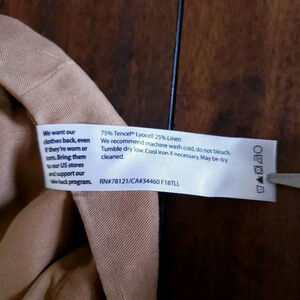 We want our
clothes back, even
if they're worn or
torn. Bring them
to our US stores
and support our
take back program.
75% Tencel® Lyocell 25% Linen
We recommend machine wash cold, do not bleach.
Tumble dry low. Cool iron if necessary. May be dry
cleaned.
RN#78121/CA#34460 F18TLL